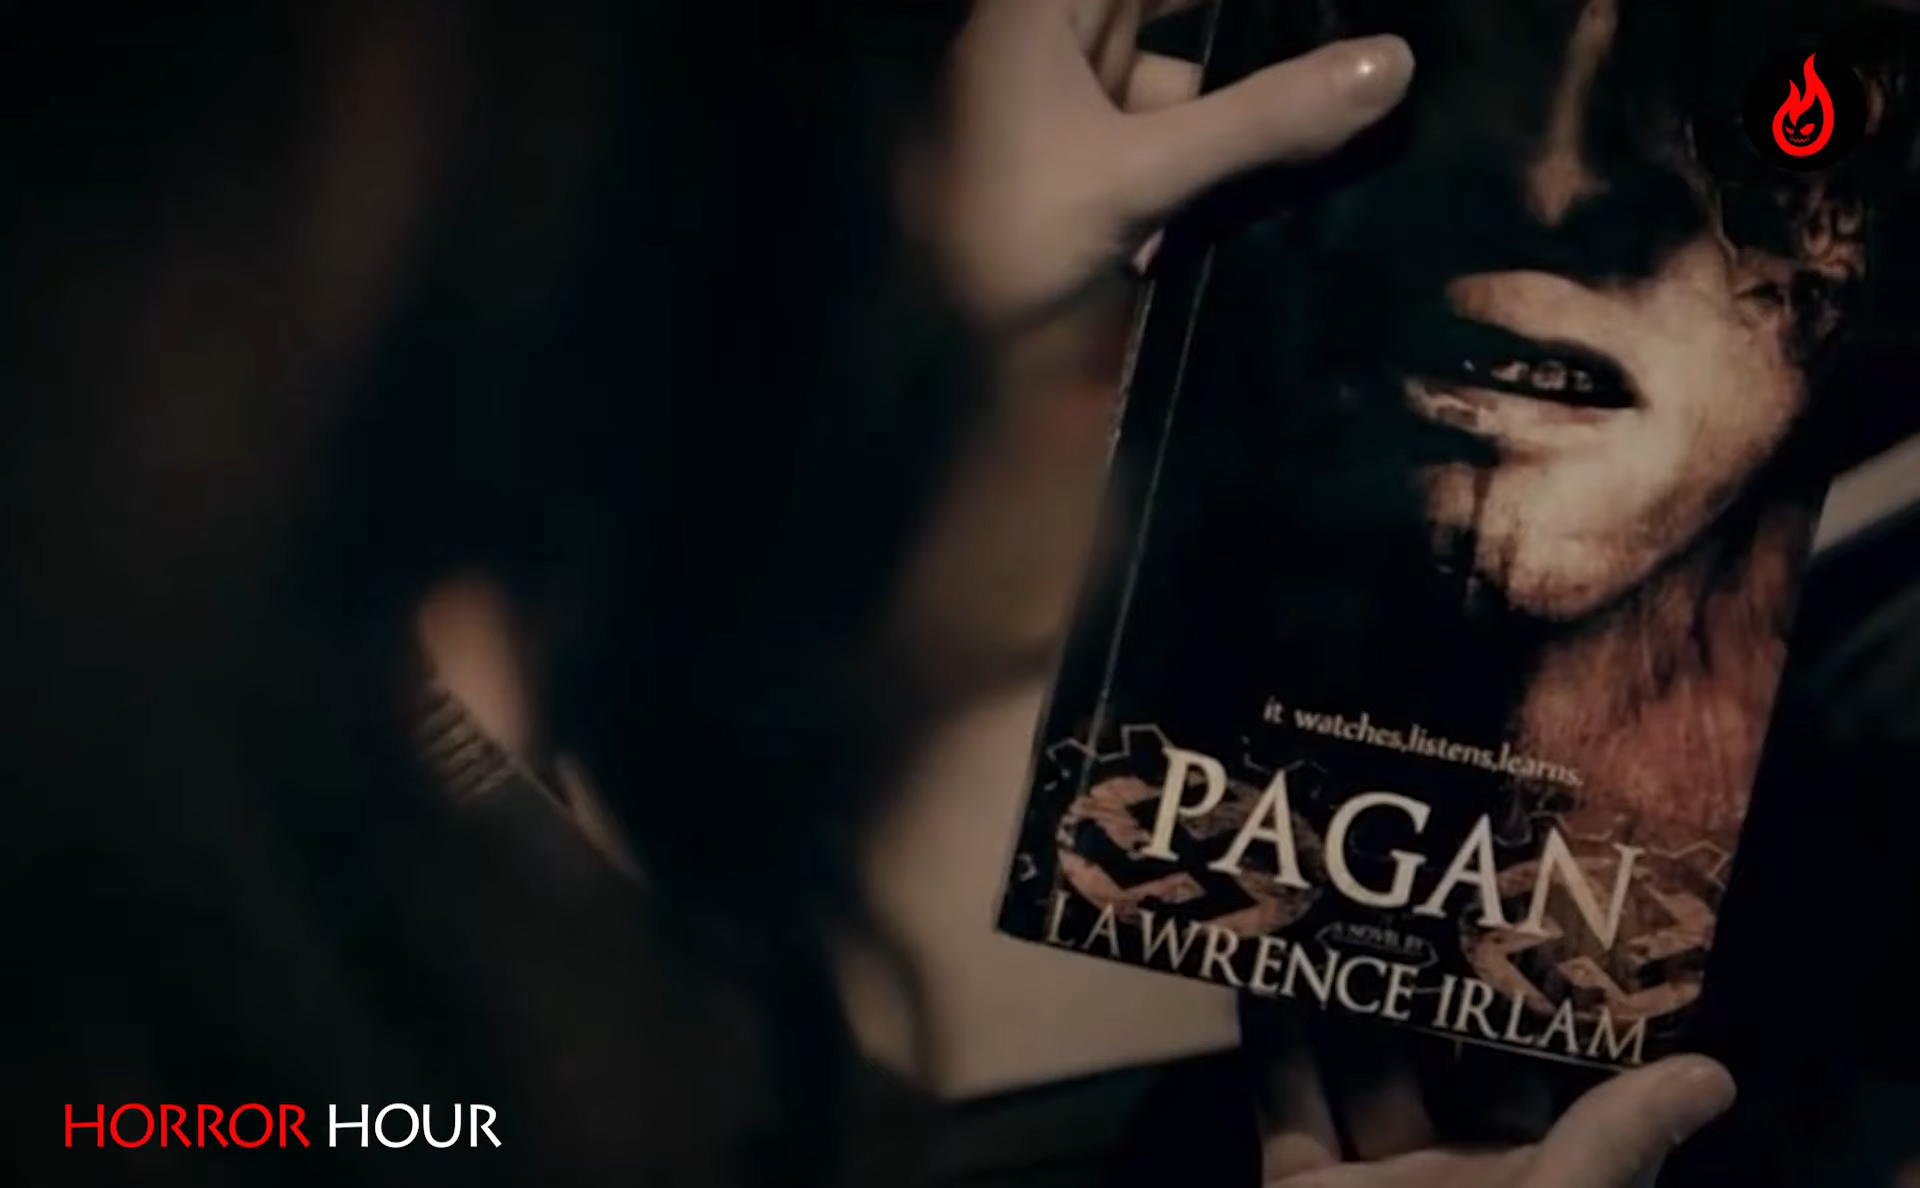 it watches,listens,learns.
PAGAN
A NOVEL BY
LAWRENCE IRLAM
HORROR HOUR